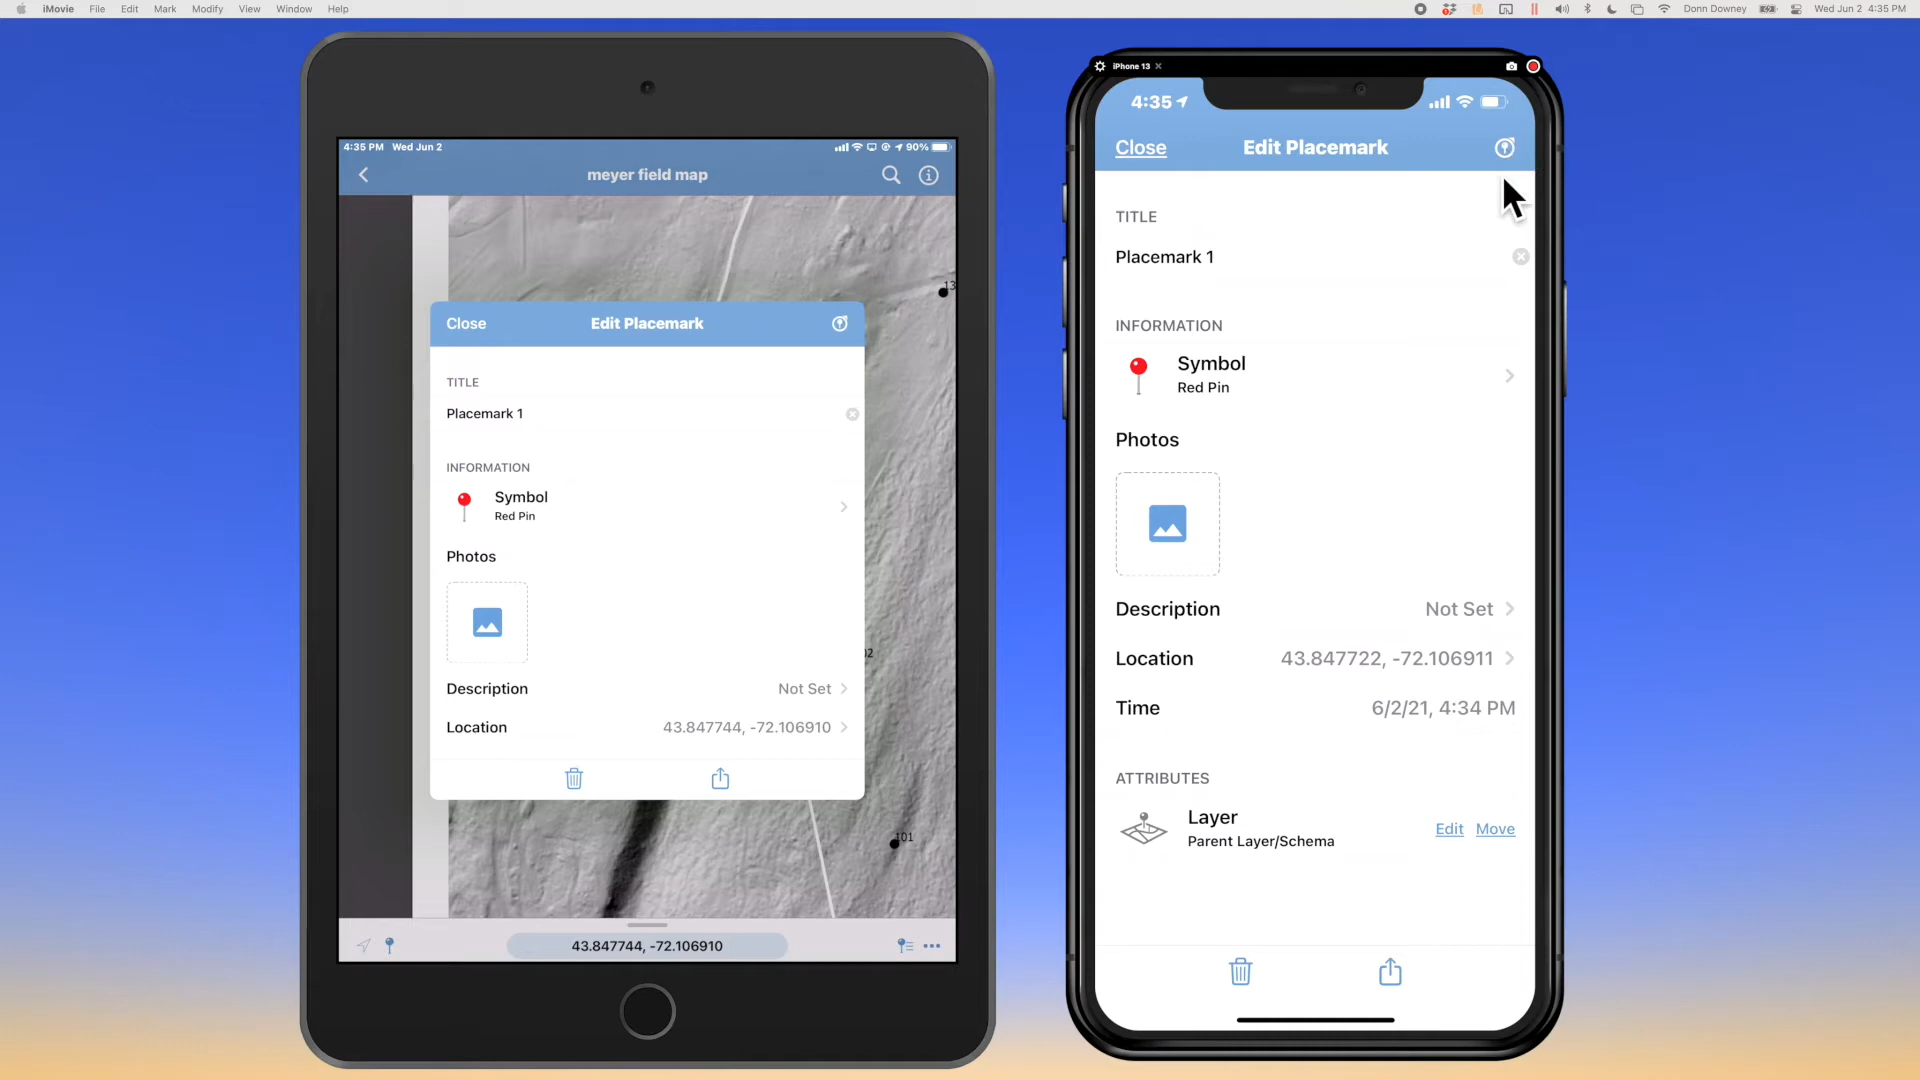 iMovie File Edit Mark Modify View Window Help Donn Downey Wed Jun 2 4:35 PM
4:35 PM Wed Jun 2 90%
meyer field map
13
Close Edit Placemark
TITLE
Placemark 1
INFORMATION
Symbol
Red Pin
Photos
Description Not Set
Location 43.847744, -72.106910
02
101
43.847744, -72.106910
iPhone 13
4:35
Close Edit Placemark
TITLE
Placemark 1
INFORMATION
Symbol
Red Pin
Photos
Description Not Set
Location 43.847722, -72.106911
Time 6/2/21, 4:34 PM
ATTRIBUTES
Layer
Parent Layer/Schema
Edit Move